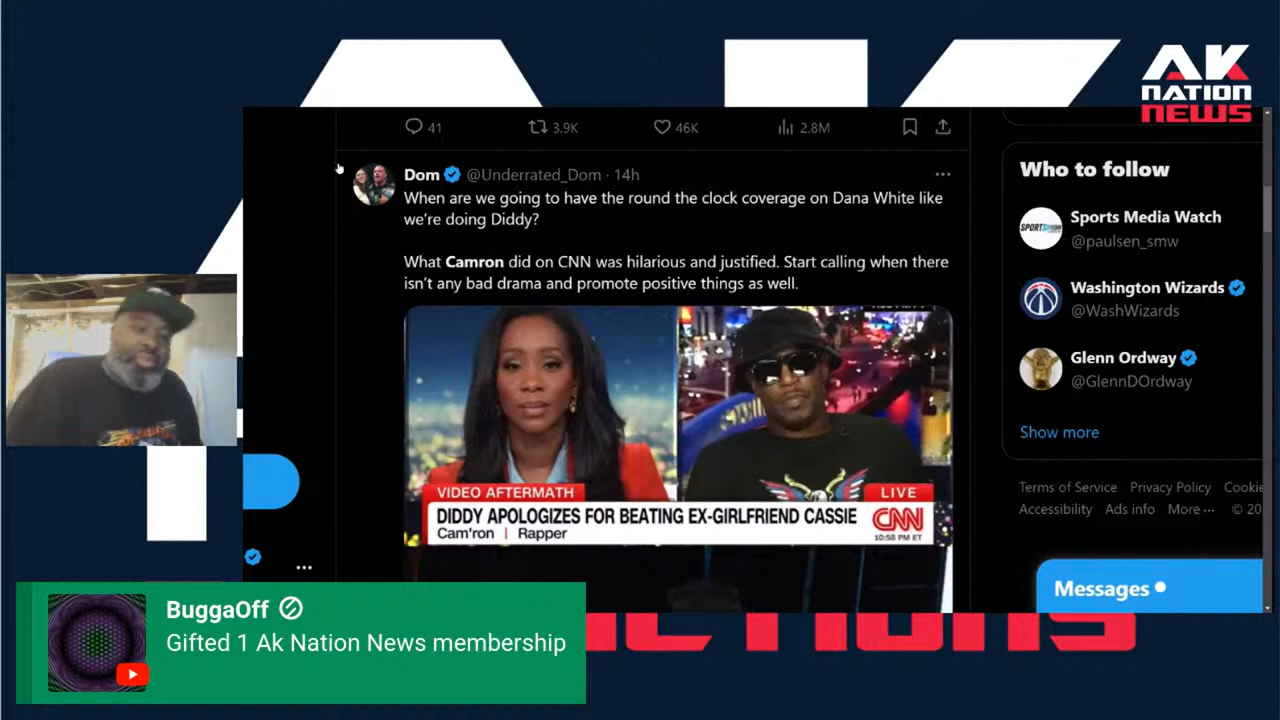 AK
NATION
NEWS
41
3.9K
46K
2.8M
Dom @Underrated_Dom · 14h
When are we going to have the round the clock coverage on Dana White like
we're doing Diddy?
What Camron did on CNN was hilarious and justified. Start calling when there
isn't any bad drama and promote positive things as well.
VIDEO AFTERMATH
LIVE
DIDDY APOLOGIZES FOR BEATING EX-GIRLFRIEND CASSIE
Cam'ron | Rapper
CNN
10:58 PM ET
Who to follow
SPORTS MEDIA
Sports Media Watch
@paulsen_smw
Washington Wizards
@WashWizards
Glenn Ordway
@GlennDOrdway
Show more
Terms of Service Privacy Policy Cookie
Accessibility Ads info More ··· © 20
Messages
BuggaOff
Gifted 1 Ak Nation News membership